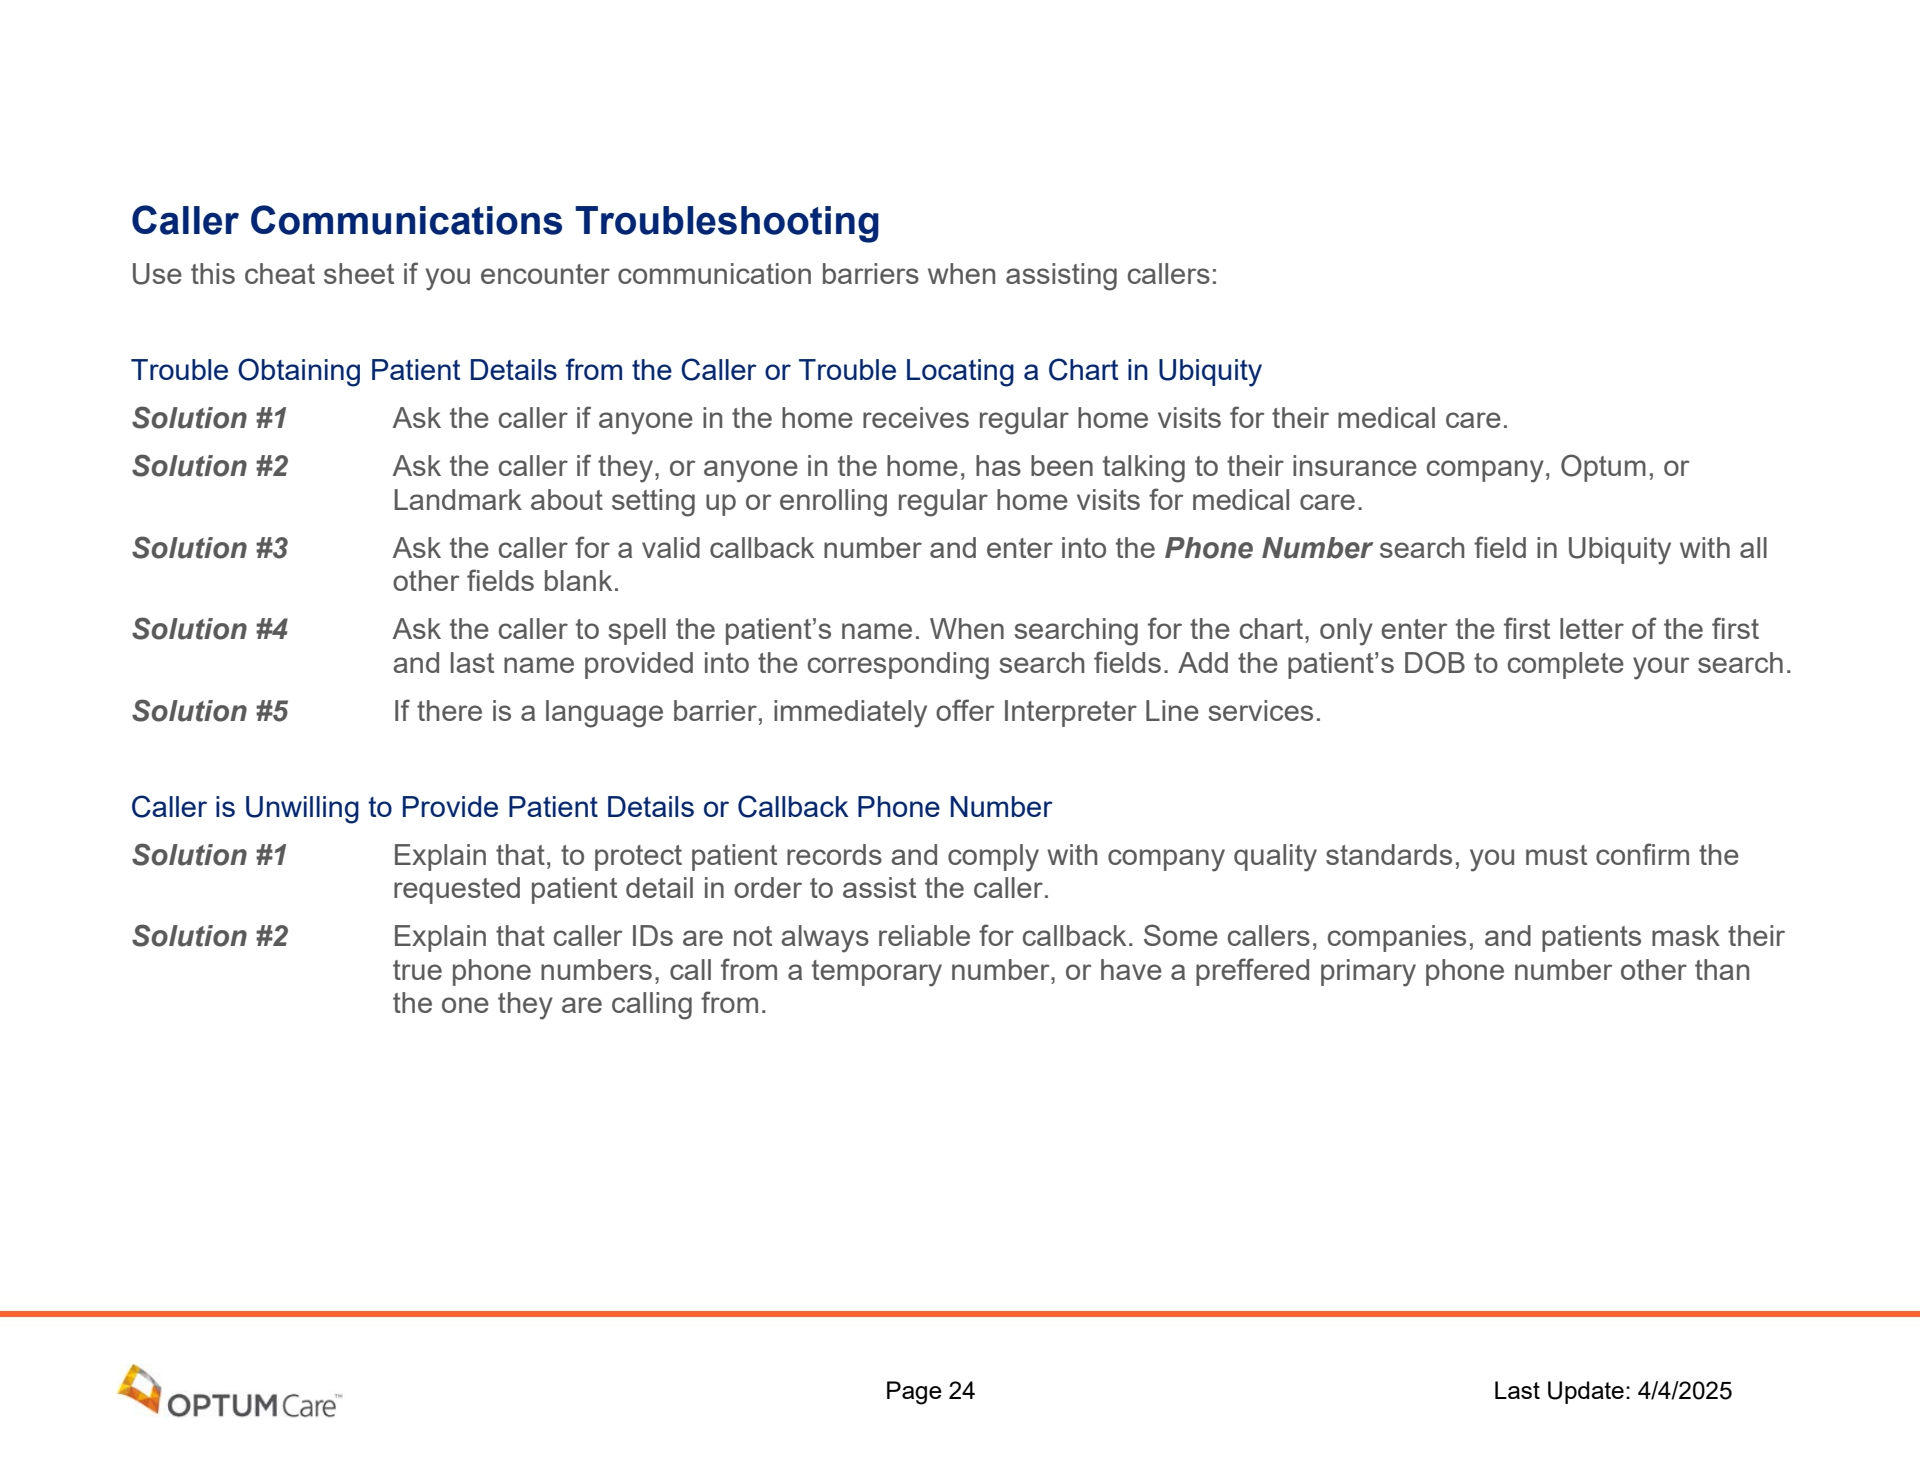 Caller Communications Troubleshooting
Use this cheat sheet if you encounter communication barriers when assisting callers:
Trouble Obtaining Patient Details from the Caller or Trouble Locating a Chart in Ubiquity
Solution #1 Ask the caller if anyone in the home receives regular home visits for their medical care.
Solution #2 Ask the caller if they, or anyone in the home, has been talking to their insurance company, Optum, or
Landmark about setting up or enrolling regular home visits for medical care.
Solution #3 Ask the caller for a valid callback number and enter into the Phone Number search field in Ubiquity with all
other fields blank.
Solution #4 Ask the caller to spell the patient’s name. When searching for the chart, only enter the first letter of the first
and last name provided into the corresponding search fields. Add the patient’s DOB to complete your search.
Solution #5 If there is a language barrier, immediately offer Interpreter Line services.
Caller is Unwilling to Provide Patient Details or Callback Phone Number
Solution #1 Explain that, to protect patient records and comply with company quality standards, you must confirm the
requested patient detail in order to assist the caller.
Solution #2 Explain that caller IDs are not always reliable for callback. Some callers, companies, and patients mask their
true phone numbers, call from a temporary number, or have a preffered primary phone number other than
the one they are calling from.
OPTUM Care™ Page 24 Last Update: 4/4/2025